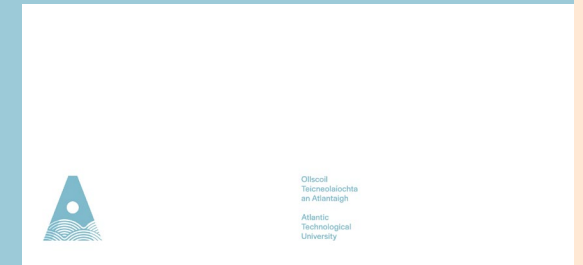 Ollscoil
Teicneolaíochta
an Atlantaigh
Atlantic
Technological
University